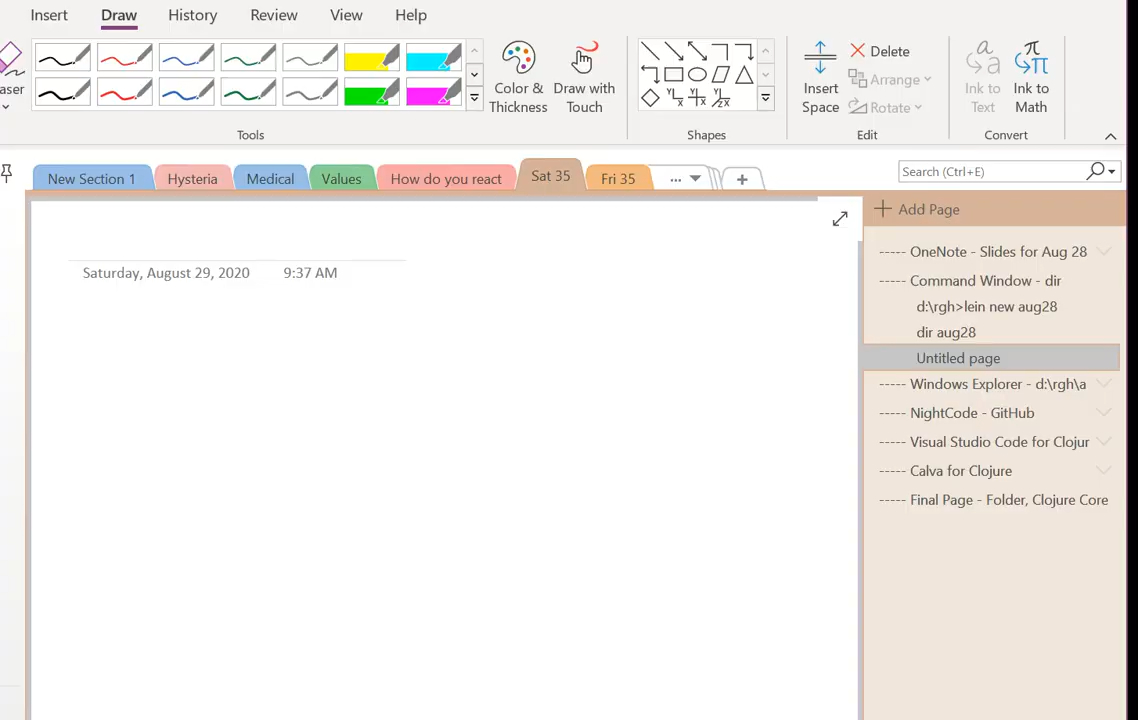 Insert Draw History Review View Help
aser
Color & Thickness
Draw with Touch
Insert Space
Delete
Arrange
Rotate
Ink to Text
Ink to Math
Tools Shapes Edit Convert
New Section 1 Hysteria Medical Values How do you react Sat 35 Fri 35 ...
Search (Ctrl+E)
Add Page
Saturday, August 29, 2020 9:37 AM
----- OneNote - Slides for Aug 28
----- Command Window - dir
d:\rgh>lein new aug28
dir aug28
Untitled page
----- Windows Explorer - d:\rgh\a
----- NightCode - GitHub
----- Visual Studio Code for Clojur
----- Calva for Clojure
----- Final Page - Folder, Clojure Core